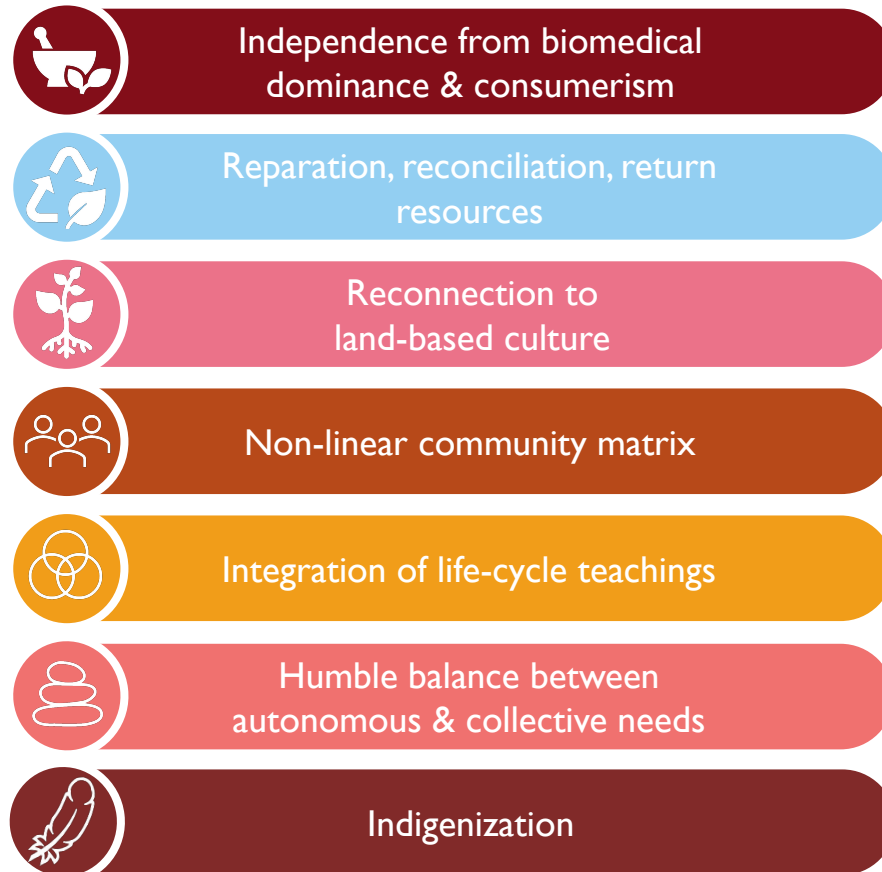 Independence from biomedical
dominance & consumerism
Reparation, reconciliation, return
resources
Reconnection to
land-based culture
Non-linear community matrix
Integration of life-cycle teachings
Humble balance between
autonomous & collective needs
Indigenization